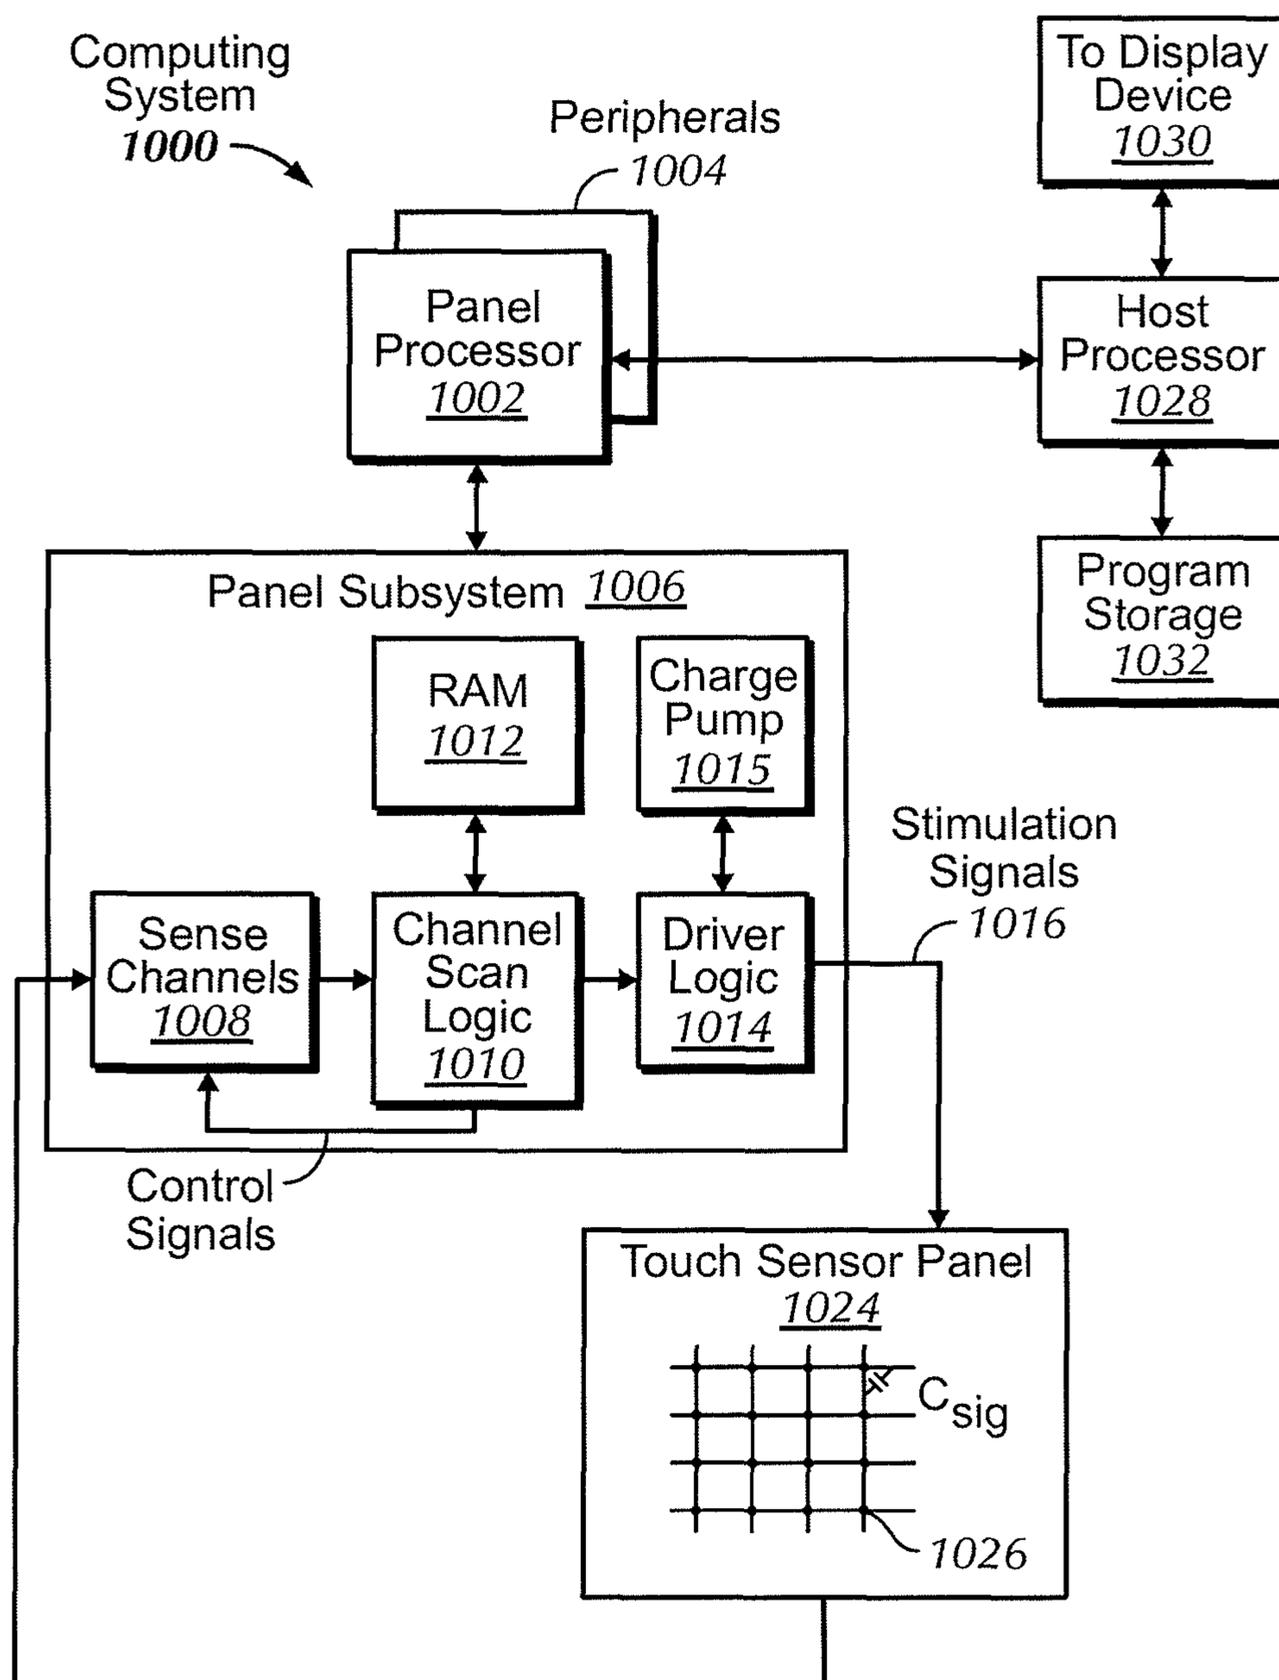 Computing
System
1000
Peripherals
1004
To Display
Device
1030
Panel
Processor
1002
Host
Processor
1028
Program
Storage
1032
Panel Subsystem 1006
RAM
1012
Charge
Pump
1015
Stimulation
Signals
1016
Sense
Channels
1008
Channel
Scan
Logic
1010
Driver
Logic
1014
Control
Signals
Touch Sensor Panel
1024
Csig
1026